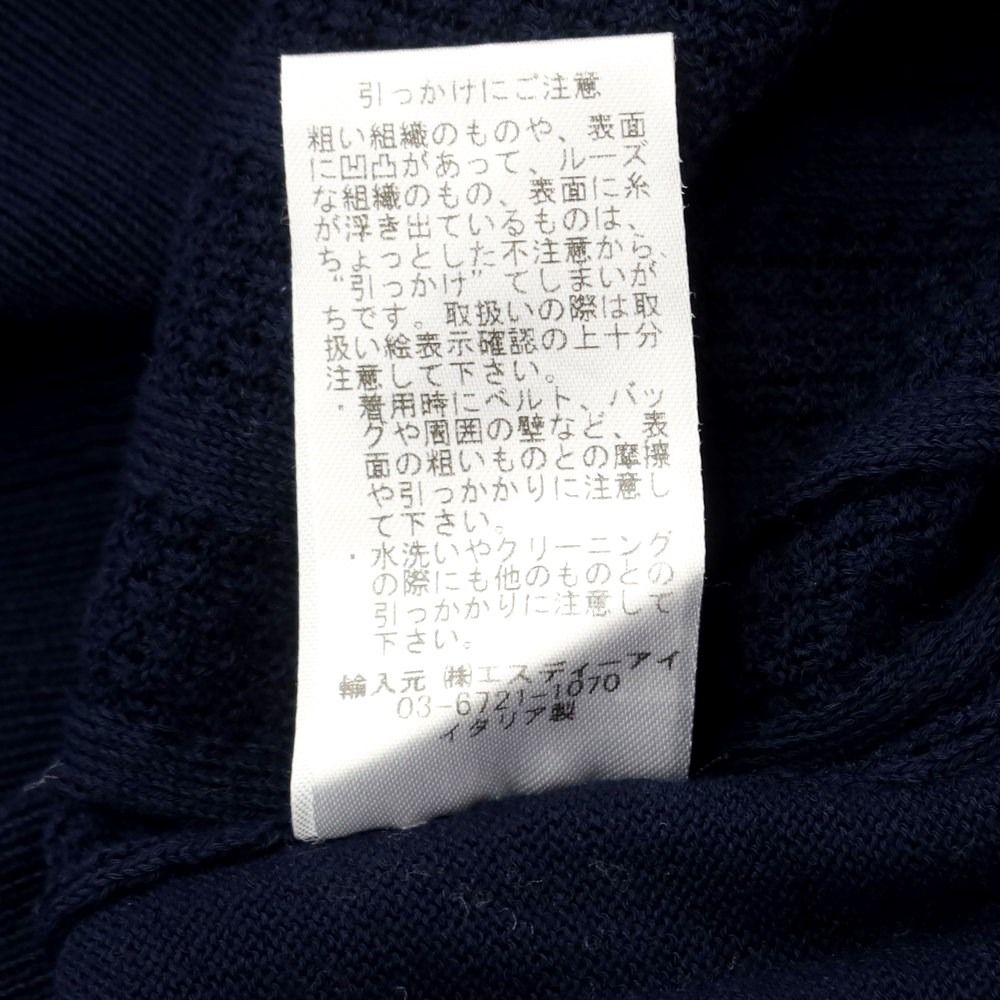 引っかけにご注意
粗い組織のものや、表面
に凹凸があって、ルーズ
な組織のもの、表面に糸
が浮き出ているものは、
ちょっとした不注意から、
“引っかけ” てしまいが
ちです。取扱いの際は取
扱い絵表示確認の上十分
注意して下さい。
・着用時にベルト、バッ
グや周囲の壁など、表
面の粗いものとの摩擦
や引っかかりに注意し
て下さい。
・水洗いやクリーニング
の際にも他のものとの
引っかかりに注意して
下さい。
輸入元 ㈱エスディーアイ
03-6721-1070
イタリア製